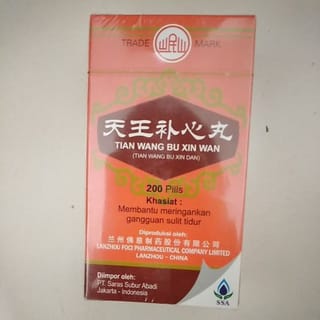 TRADE MARK
天王补心丸
TIAN WANG BU XIN WAN
(TIAN WANG BU XIN DAN)
200 Pills
Khasiat :
Membantu meringankan
gangguan sulit tidur
Diproduksi oleh:
兰州佛慈制药股份有限公司
LANZHOU FOCI PHARMACEUTICAL COMPANY LIMITED
LANZHOU - CHINA
Diimpor oleh:
PT. Saras Subur Abadi
Jakarta - Indonesia
SSA